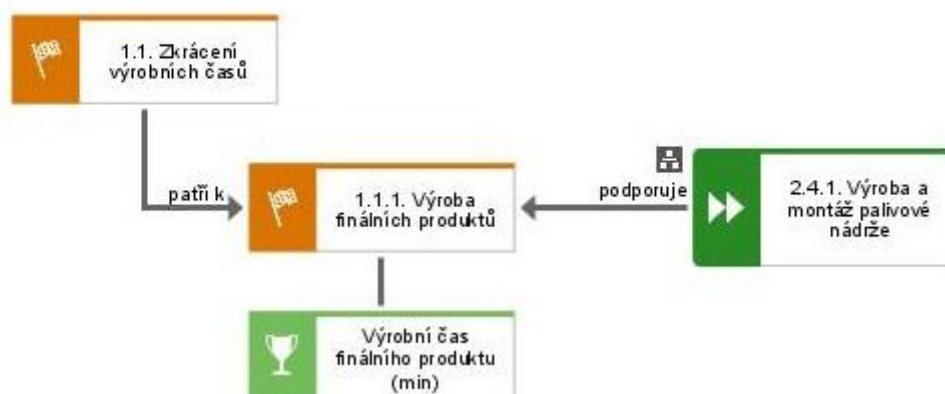 1.1. Zkrácení
výrobních časů
patří k
1.1.1. Výroba
finálních produktů
podporuje
2.4.1. Výroba a
montáž palivové
nádrže
Výrobní čas
finálního produktu
(min)